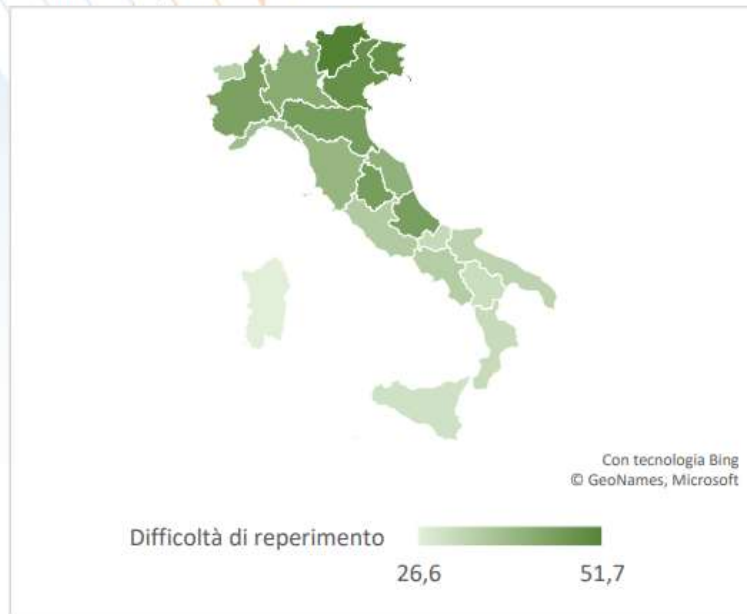 Con tecnologia Bing
© GeoNames, Microsoft
Difficoltà di reperimento
26,6 51,7